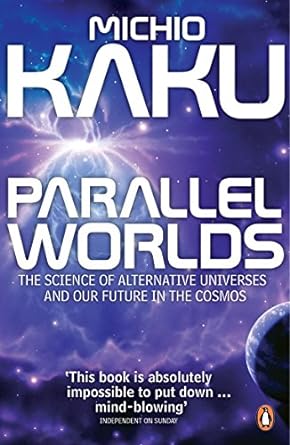 MICHIO
KAKU
PARALLEL
WORLDS
THE SCIENCE OF ALTERNATIVE UNIVERSES
AND OUR FUTURE IN THE COSMOS
'This book is absolutely
impossible to put down ...
mind-blowing'
INDEPENDENT ON SUNDAY